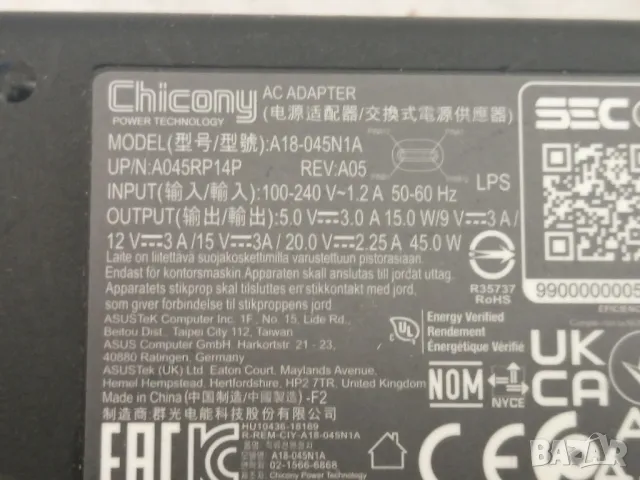 Chicony
POWER TECHNOLOGY
AC ADAPTER
(电源适配器/交換式電源供應器)
MODEL(型号/型號):A18-045N1A
UP/N:A045RP14P REV:A05
LPS
INPUT(输入/輸入):100-240 V~1.2 A 50-60 Hz
OUTPUT(输出/輸出):5.0 V⎓3.0 A 15.0 W/9 V⎓3 A/
12 V⎓3 A/15 V⎓3A/ 20.0 V⎓2.25 A 45.0 W
Laite on liitettävä suojakoskettimilla varustettuun pistorasiaan.
Endast för kontorsmaskin.Apparaten skall anslutas till jordat uttag.
Apparatets stikprop skal tilsluttes en stikkontakt med jord,
som giver forbindelse til stikproppens jord.
ASUSTeK Computer Inc. 1F., No. 15, Lide Rd.,
Beitou Dist., Taipei City 112, Taiwan
ASUS Computer GmbH. Harkortstr 21 - 23,
40880 Ratingen, Germany
ASUSTek (UK) Ltd Eaton Court, Maylands Avenue,
Hemel Hempstead, Hertfordshire, HP2 7TR, United Kingdom
Made in China (中国制造/中國製造) -F2
制造商: 群光电能科技股份有限公司
SEC
9900000005
R35737
RoHS
UL
Energy Verified
Rendement
Énergétique Vérifié
NOM
NYCE
UK
CA
EAC
HU10436-18169
R-REM-CIY-A18-045N1A
A18-045N1A
02-1566-6868
Chicony Power Technology
CE
BAZAR